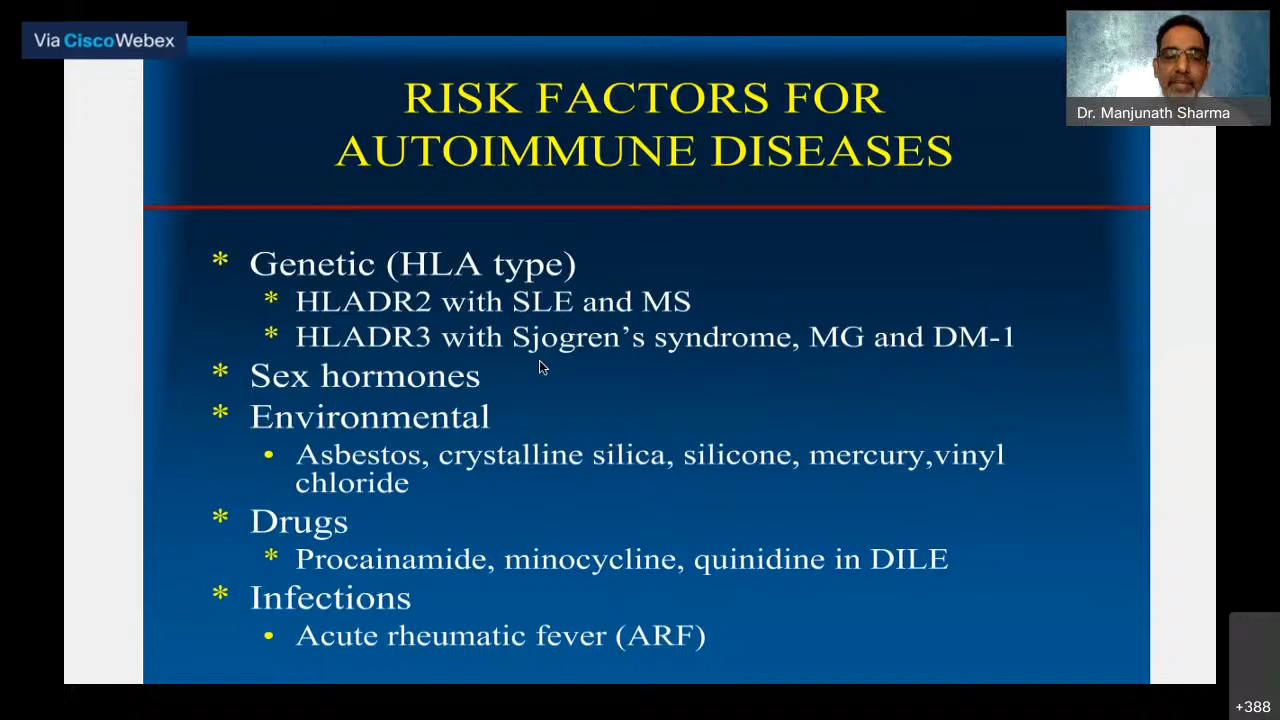 Via CiscoWebex
Dr. Manjunath Sharma
RISK FACTORS FOR
AUTOIMMUNE DISEASES
* Genetic (HLA type)
* HLADR2 with SLE and MS
* HLADR3 with Sjogren’s syndrome, MG and DM-1
* Sex hormones
* Environmental
• Asbestos, crystalline silica, silicone, mercury,vinyl
chloride
* Drugs
* Procainamide, minocycline, quinidine in DILE
* Infections
• Acute rheumatic fever (ARF)
+388